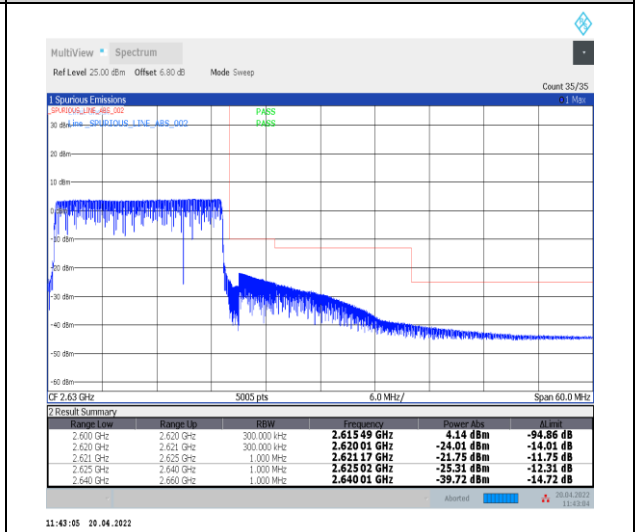 MultiView Spectrum
Ref Level 25.00 dBm Offset 6.80 dB Mode Sweep
Count 35/35
1 Spurious Emissions 1 Max
_SPURIOUS_LINE_ABS_002 PASS
30 dBm Line _SPURIOUS_LINE_ABS_002 PASS
20 dBm
10 dBm
-10 dBm
-20 dBm
-30 dBm
-40 dBm
-50 dBm
-60 dBm
CF 2.63 GHz 5005 pts 6.0 MHz/ Span 60.0 MHz
2 Result Summary
Range Low Range Up RBW Frequency Power Abs ΔLimit
2.600 GHz 2.620 GHz 300.000 kHz 2.615 49 GHz 4.14 dBm -94.86 dB
2.620 GHz 2.621 GHz 300.000 kHz 2.620 01 GHz -24.01 dBm -14.01 dB
2.621 GHz 2.625 GHz 1.000 MHz 2.621 17 GHz -21.75 dBm -11.75 dB
2.625 GHz 2.640 GHz 1.000 MHz 2.625 02 GHz -25.31 dBm -12.31 dB
2.640 GHz 2.660 GHz 1.000 MHz 2.640 01 GHz -39.72 dBm -14.72 dB
Aborted 20.04.2022
11:43:04
11:43:05 20.04.2022